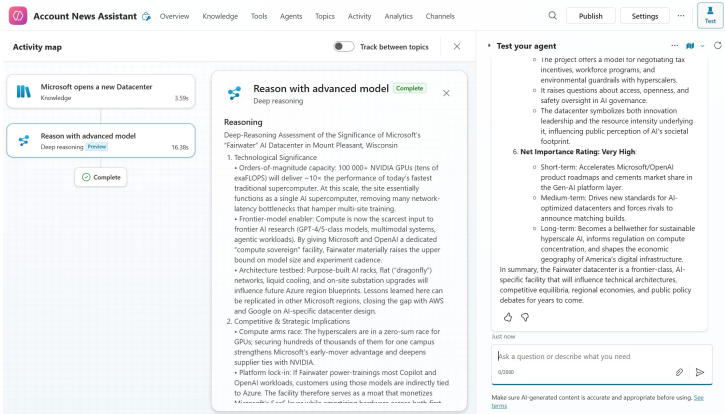 Account News Assistant
Overview
Knowledge
Tools
Agents
Topics
Activity
Analytics
Channels
Publish
Settings
Test
Activity map
Track between topics
Microsoft opens a new Datacenter
Knowledge
3.59s
Reason with advanced model
Deep reasoning Preview
16.38s
Complete
Reason with advanced model Complete
Deep reasoning
Reasoning
Deep-Reasoning Assessment of the Significance of Microsoft's
"Fairwater" AI Datacenter in Mount Pleasant, Wisconsin
1. Technological Significance
• Orders-of-magnitude capacity: 100 000+ NVIDIA GPUs (tens of
exaFLOPS) will deliver ~10× the performance of today's fastest
traditional supercomputer. At this scale, the site essentially
functions as a single AI supercomputer, removing many network-
latency bottlenecks that hamper multi-site training.
• Frontier-model enabler: Compute is now the scarcest input to
frontier AI research (GPT-4/5-class models, multimodal systems,
agentic workloads). By giving Microsoft and OpenAI a dedicated
"compute sovereign" facility, Fairwater materially raises the upper
bound on model size and experiment cadence.
• Architecture testbed: Purpose-built AI racks, flat ("dragonfly")
networks, liquid cooling, and on-site substation upgrades will
influence future Azure region blueprints. Lessons learned here can
be replicated in other Microsoft regions, closing the gap with AWS
and Google on AI-specific datacenter design.
2. Competitive & Strategic Implications
• Compute arms race: The hyperscalers are in a zero-sum race for
GPUs; securing hundreds of thousands of them for one campus
strengthens Microsoft's early-mover advantage and deepens
supplier ties with NVIDIA.
• Platform lock-in: If Fairwater power-trainings most Copilot and
OpenAI workloads, customers using those models are indirectly tied
to Azure. The facility therefore serves as a moat that monetizes
Test your agent
○ The project offers a model for negotiating tax
incentives, workforce programs, and
environmental guardrails with hyperscalers.
○ It raises questions about access, openness, and
safety oversight in AI governance.
○ The datacenter symbolizes both innovation
leadership and the resource intensity underlying
it, influencing public perception of AI's societal
footprint.
6. Net Importance Rating: Very High:
○ Short-term: Accelerates Microsoft/OpenAI
product roadmaps and cements market share in
the Gen-AI platform layer.
○ Medium-term: Drives new standards for AI-
optimized datacenters and forces rivals to
announce matching builds.
○ Long-term: Becomes a bellwether for sustainable
hyperscale AI, informs regulation on compute
concentration, and shapes the economic
geography of America's digital infrastructure.
In summary, the Fairwater datacenter is a frontier-class, AI-
specific facility that will influence technical architectures,
competitive equilibria, regional economies, and public policy
debates for years to come.
Just now
Ask a question or describe what you need
0/2000
Make sure AI-generated content is accurate and appropriate before using. See
terms